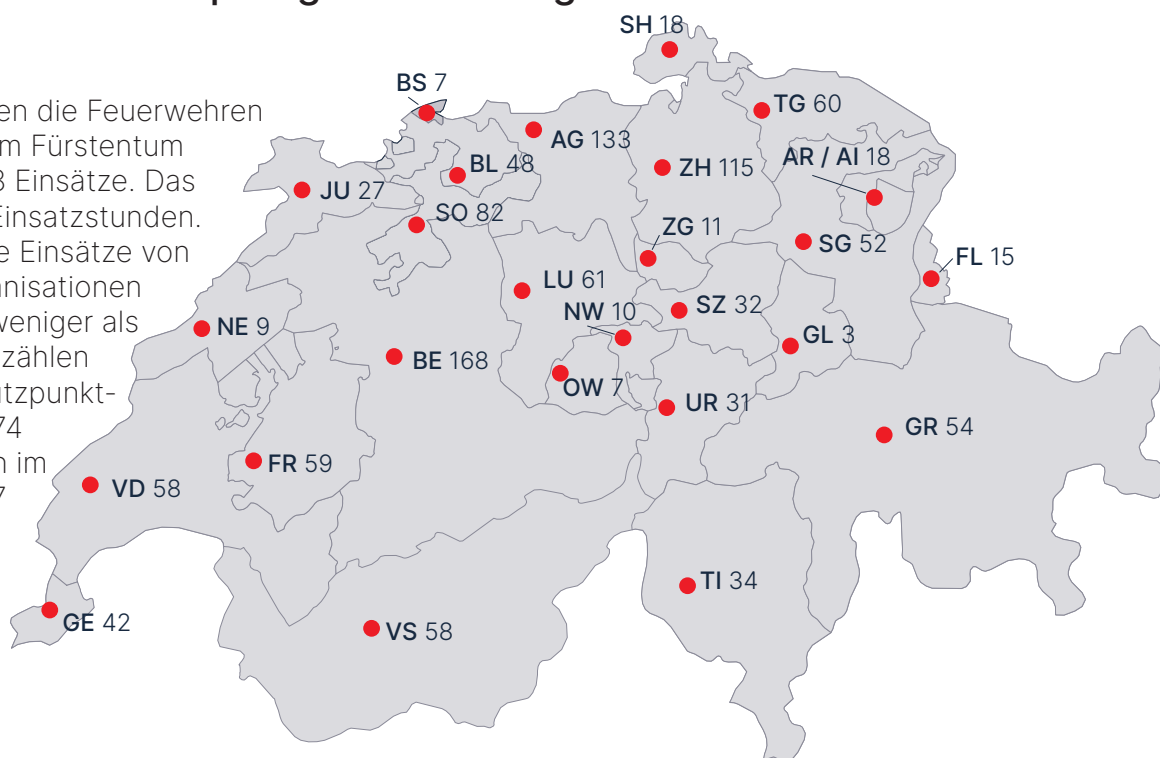 SH 18
BS 7
en die Feuerwehren
TG 60
m Fürstentum
AG 133
AR / AI 18
3 Einsätze. Das
BL 48
ZH 115
JU 27
Einsatzstunden.
SO 82
ZG 11
SG 52
e Einsätze von
FL 15
anisationen
LU 61
SZ 32
NW 10
weniger als
NE 9
GL 3
zählen
BE 168
OW 7
tzpunkt-
UR 31
74
GR 54
n im
FR 59
VD 58
7
TI 34
GE 42
VS 58